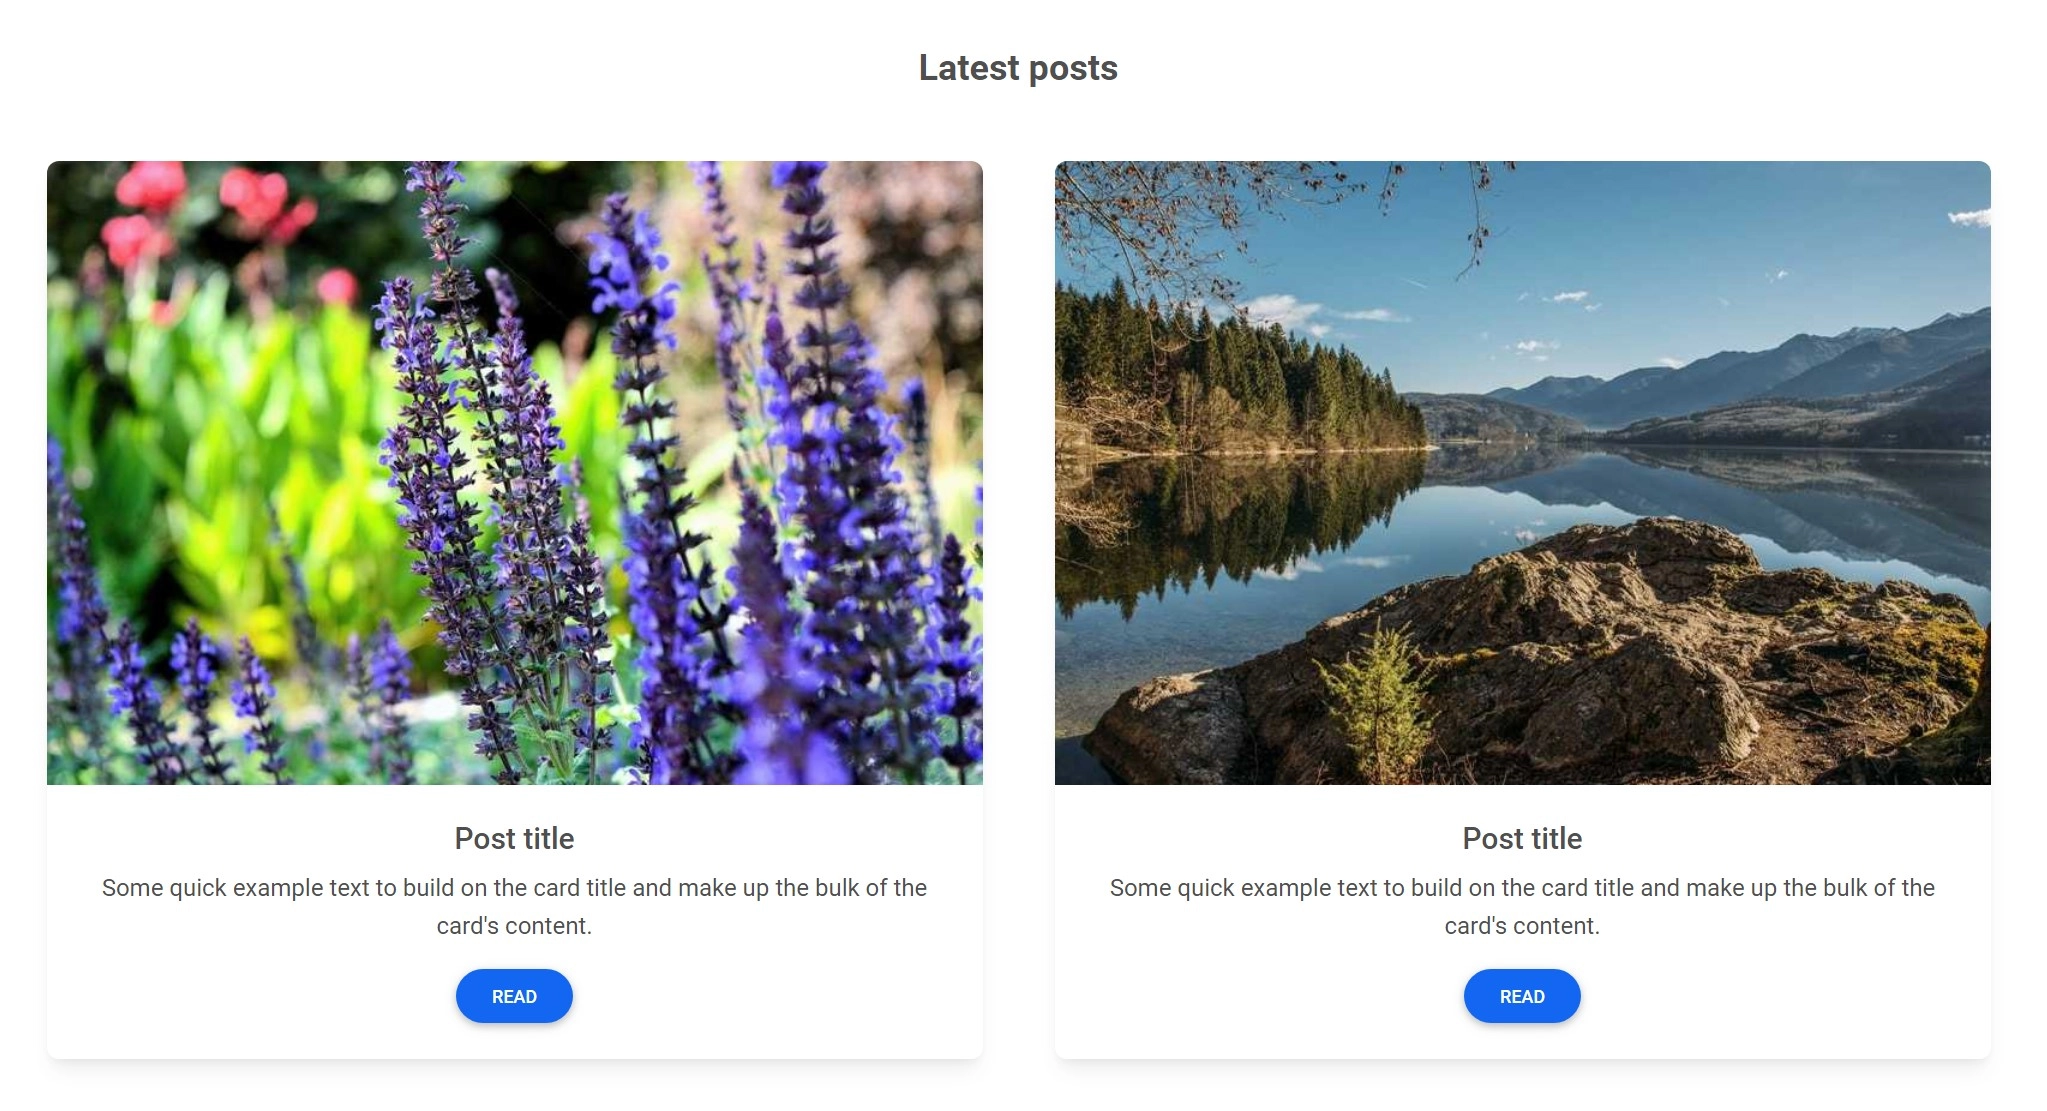 Latest posts
Post title
Some quick example text to build on the card title and make up the bulk of the
card's content.
READ
Post title
Some quick example text to build on the card title and make up the bulk of the
card's content.
READ